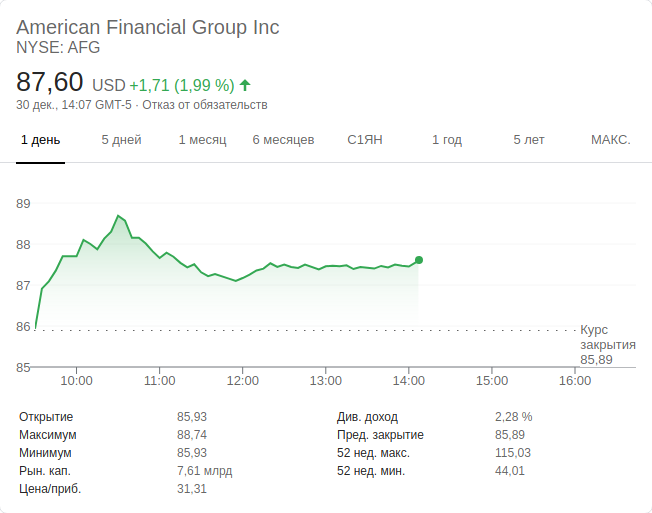 American Financial Group Inc
NYSE: AFG
87,60 USD +1,71 (1,99 %)
30 дек., 14:07 GMT-5 · Отказ от обязательств
1 день 5 дней 1 месяц 6 месяцев С1ЯН 1 год 5 лет МАКС.
89
88
87
86
85
Курс
закрытия
85,89
10:00 11:00 12:00 13:00 14:00 15:00 16:00
Открытие 85,93 Див. доход 2,28 %
Максимум 88,74 Пред. закрытие 85,89
Минимум 85,93 52 нед. макс. 115,03
Рын. кап. 7,61 млрд 52 нед. мин. 44,01
Цена/приб. 31,31